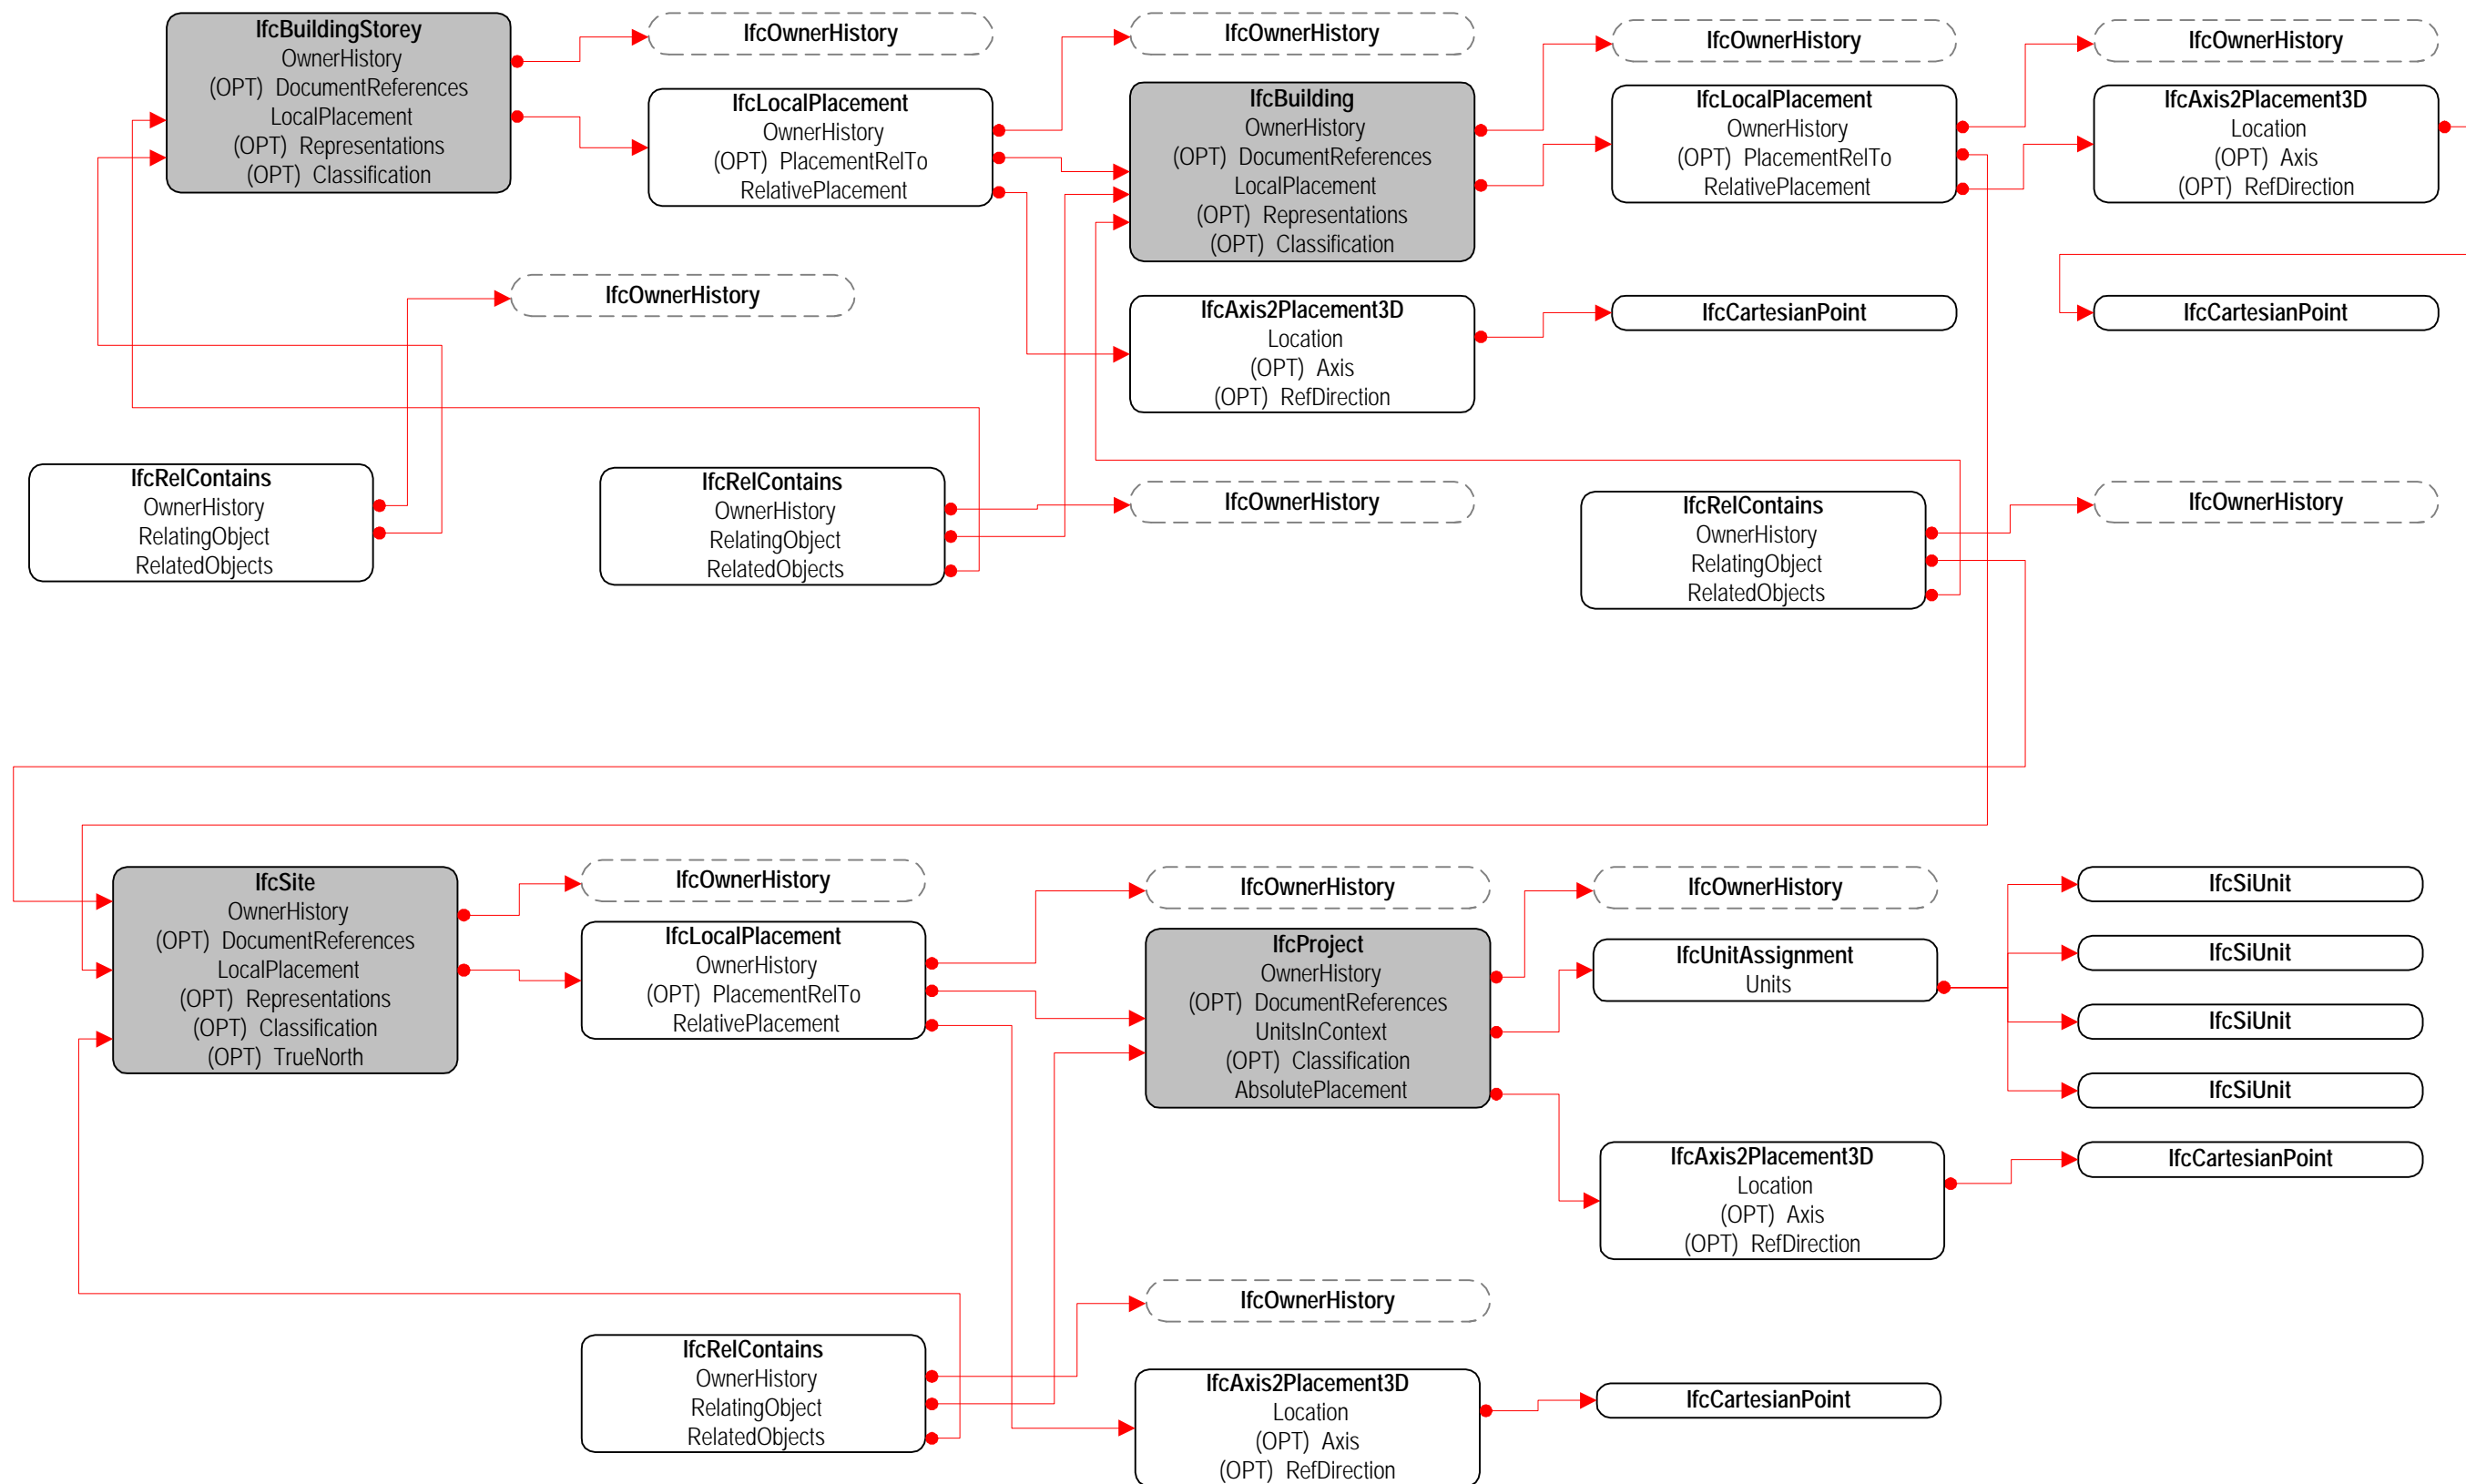 IfcBuildingStorey
OwnerHistory
(OPT) DocumentReferences
LocalPlacement
(OPT) Representations
(OPT) Classification
IfcOwnerHistory
IfcLocalPlacement
OwnerHistory
(OPT) PlacementRelTo
RelativePlacement
IfcOwnerHistory
IfcBuilding
OwnerHistory
(OPT) DocumentReferences
LocalPlacement
(OPT) Representations
(OPT) Classification
IfcOwnerHistory
IfcLocalPlacement
OwnerHistory
(OPT) PlacementRelTo
RelativePlacement
IfcOwnerHistory
IfcAxis2Placement3D
Location
(OPT) Axis
(OPT) RefDirection
IfcOwnerHistory
IfcAxis2Placement3D
Location
(OPT) Axis
(OPT) RefDirection
IfcCartesianPoint
IfcCartesianPoint
IfcRelContains
OwnerHistory
RelatingObject
RelatedObjects
IfcRelContains
OwnerHistory
RelatingObject
RelatedObjects
IfcOwnerHistory
IfcRelContains
OwnerHistory
RelatingObject
RelatedObjects
IfcOwnerHistory
IfcSite
OwnerHistory
(OPT) DocumentReferences
LocalPlacement
(OPT) Representations
(OPT) Classification
(OPT) TrueNorth
IfcOwnerHistory
IfcLocalPlacement
OwnerHistory
(OPT) PlacementRelTo
RelativePlacement
IfcOwnerHistory
IfcProject
OwnerHistory
(OPT) DocumentReferences
UnitsInContext
(OPT) Classification
AbsolutePlacement
IfcOwnerHistory
IfcUnitAssignment
Units
IfcSiUnit
IfcSiUnit
IfcSiUnit
IfcSiUnit
IfcAxis2Placement3D
Location
(OPT) Axis
(OPT) RefDirection
IfcCartesianPoint
IfcOwnerHistory
IfcRelContains
OwnerHistory
RelatingObject
RelatedObjects
IfcAxis2Placement3D
Location
(OPT) Axis
(OPT) RefDirection
IfcCartesianPoint